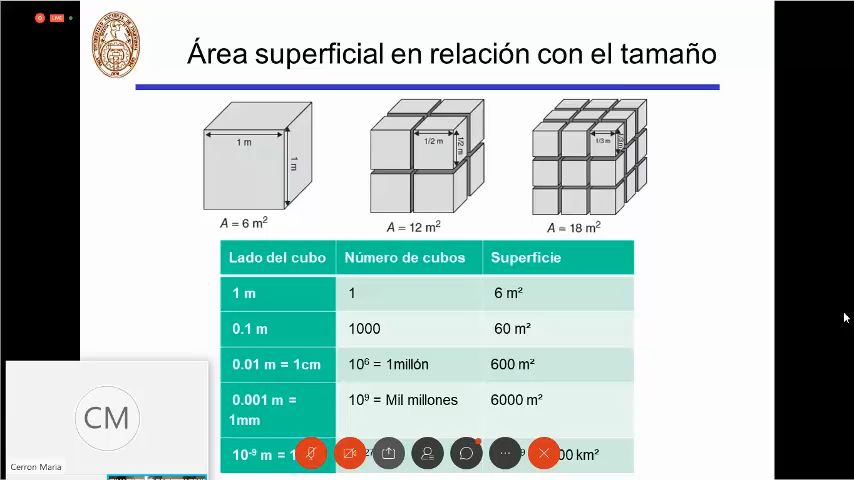 LIVE
Área superficial en relación con el tamaño
1 m
1 m
1/2 m
1/2 m
1/3 m
A = 6 m²
A = 12 m²
A = 18 m²
Lado del cubo Número de cubos Superficie
1 m 1 6 m²
0.1 m 1000 60 m²
0.01 m = 1cm 10⁶ = 1millón 600 m²
0.001 m = 10⁹ = Mil millones 6000 m²
1mm
10⁻⁹ m = 1 00 km²
CM
Cerron Maria